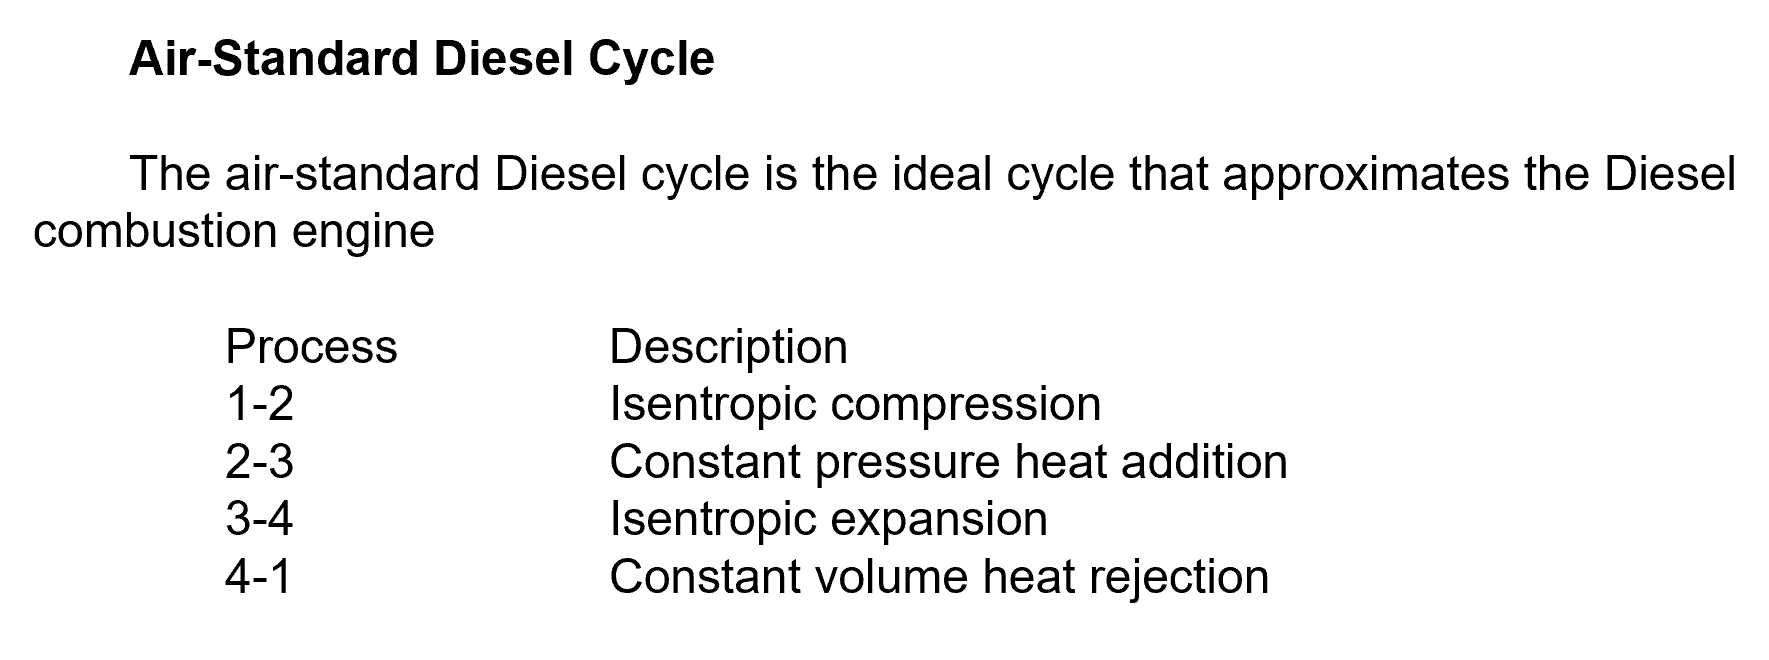 Air-Standard Diesel Cycle
The air-standard Diesel cycle is the ideal cycle that approximates the Diesel
combustion engine
Process Description
1-2 Isentropic compression
2-3 Constant pressure heat addition
3-4 Isentropic expansion
4-1 Constant volume heat rejection